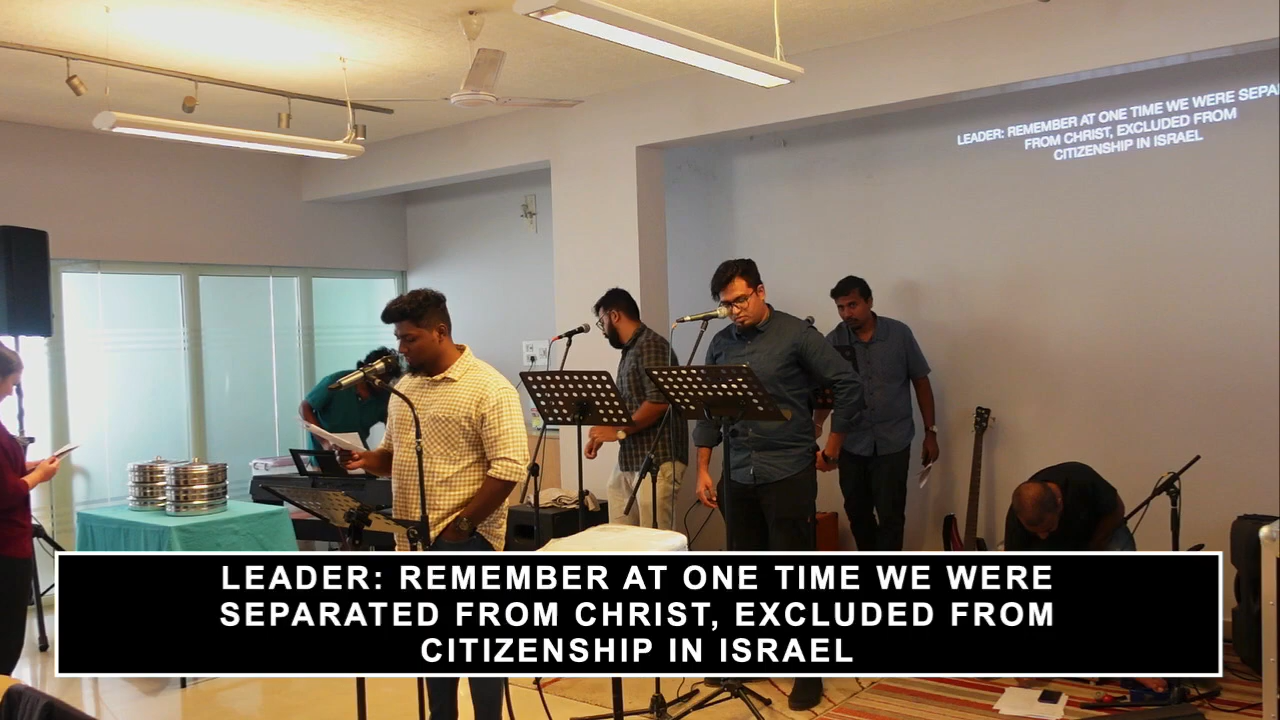 LEADER: REMEMBER AT ONE TIME WE WERE SEPA
FROM CHRIST, EXCLUDED FROM
CITIZENSHIP IN ISRAEL
LEADER: REMEMBER AT ONE TIME WE WERE
SEPARATED FROM CHRIST, EXCLUDED FROM
CITIZENSHIP IN ISRAEL